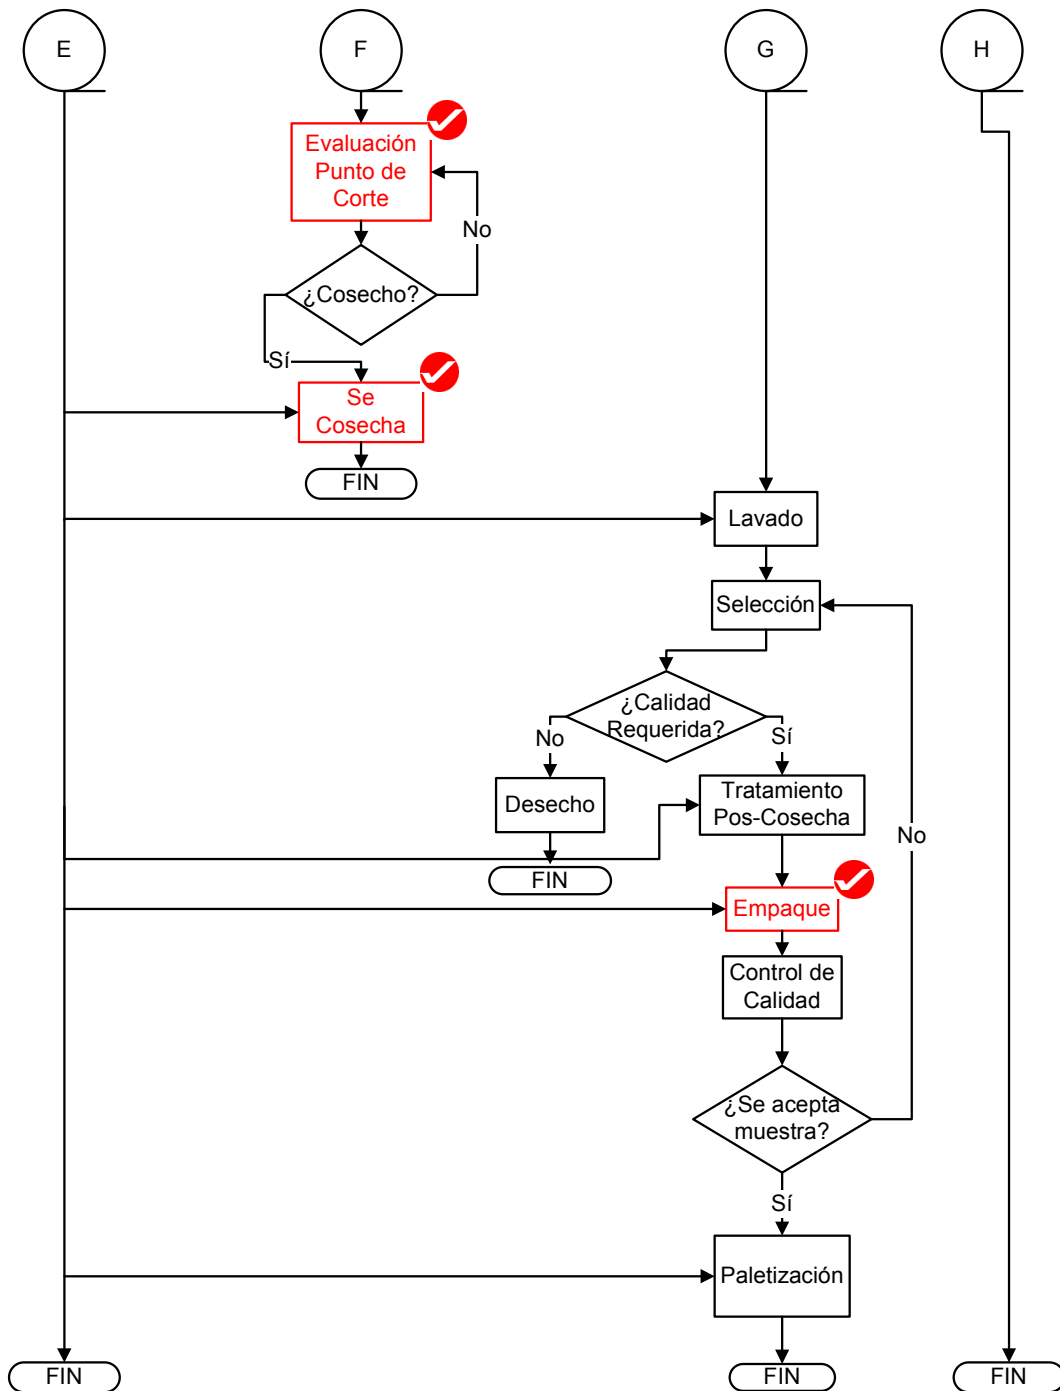 E
F
G
H
Evaluación
Punto de
Corte
No
¿Cosecho?
Sí
Se
Cosecha
FIN
Lavado
Selección
¿Calidad
Requerida?
No
Sí
Desecho
Tratamiento
Pos-Cosecha
No
FIN
Empaque
Control de
Calidad
¿Se acepta
muestra?
Sí
Paletización
FIN
FIN
FIN